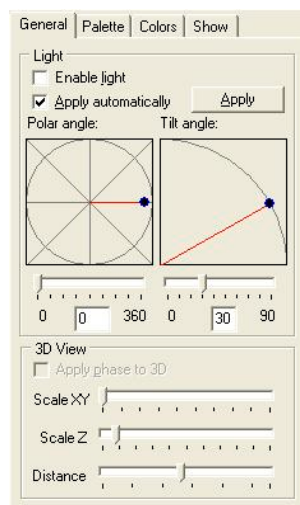 General Palette Colors Show
Light
Enable light
Apply automatically Apply
Polar angle: Tilt angle:
0 0 360 0 30 90
3D View
Apply phase to 3D
Scale XY
Scale Z
Distance